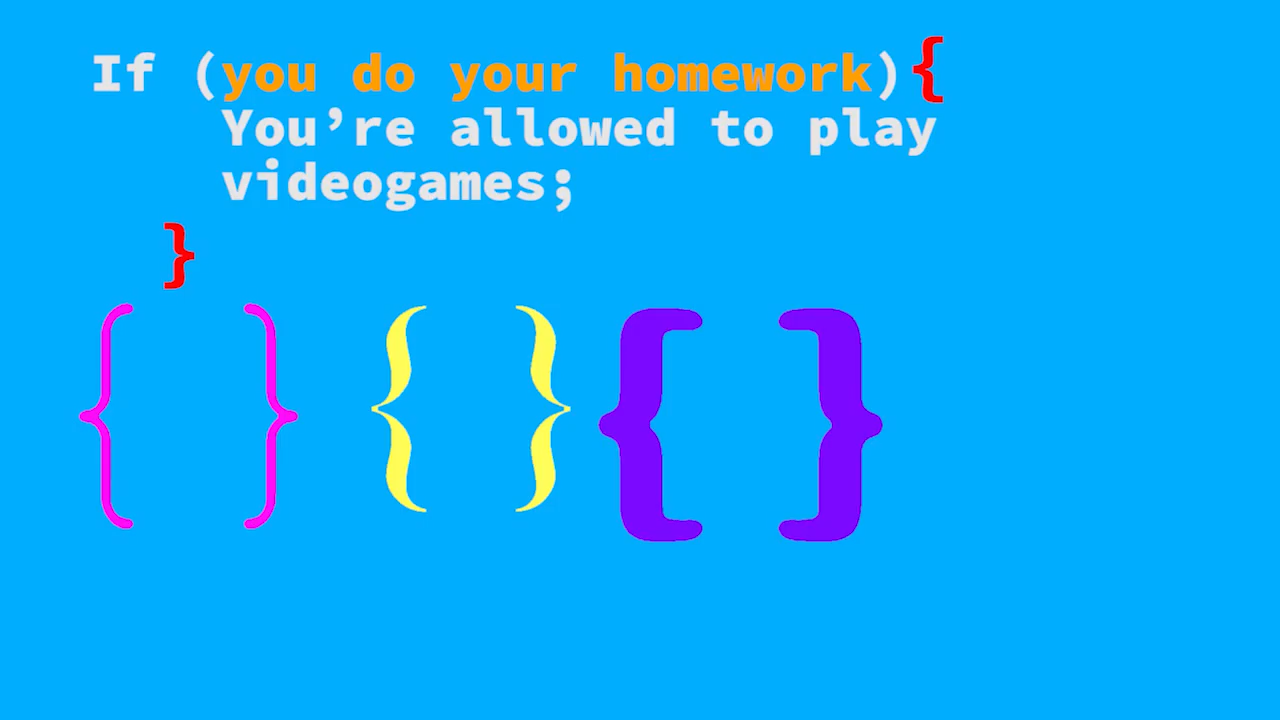 If (you do your homework){
You’re allowed to play
videogames;
}
{ } { } { }